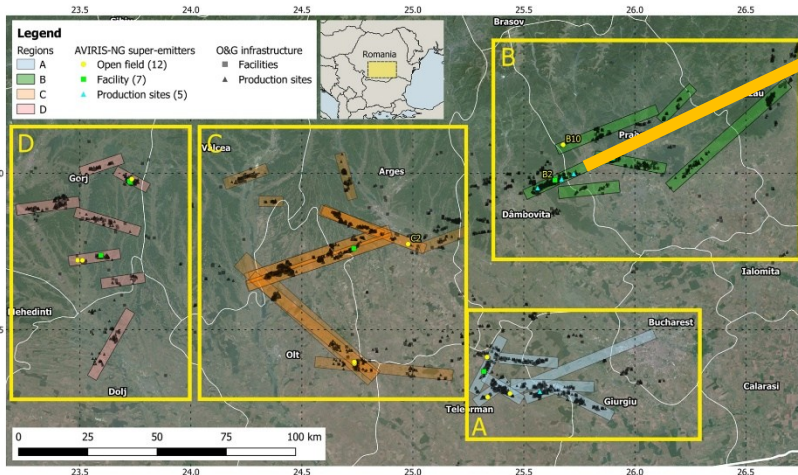 23.5 24.0 24.5 25.0 25.5 26.0 26.5
Legend
Regions
A
B
C
D
AVIRIS-NG super-emitters
Open field (12)
Facility (7)
Production sites (5)
O&G infrastructure
Facilities
Production sites
Romania
Brasov
B
B10
B2
Dâmbovita
Ialomita
D
Gorj
Mehedinti
Dolj
C
Valcea
Arges
C2
Olt
Bucharest
Calarasi
Giurgiu
A
0 25 50 75 100 km
23.5 24.0 24.5 25.0 25.5 26.0 26.5